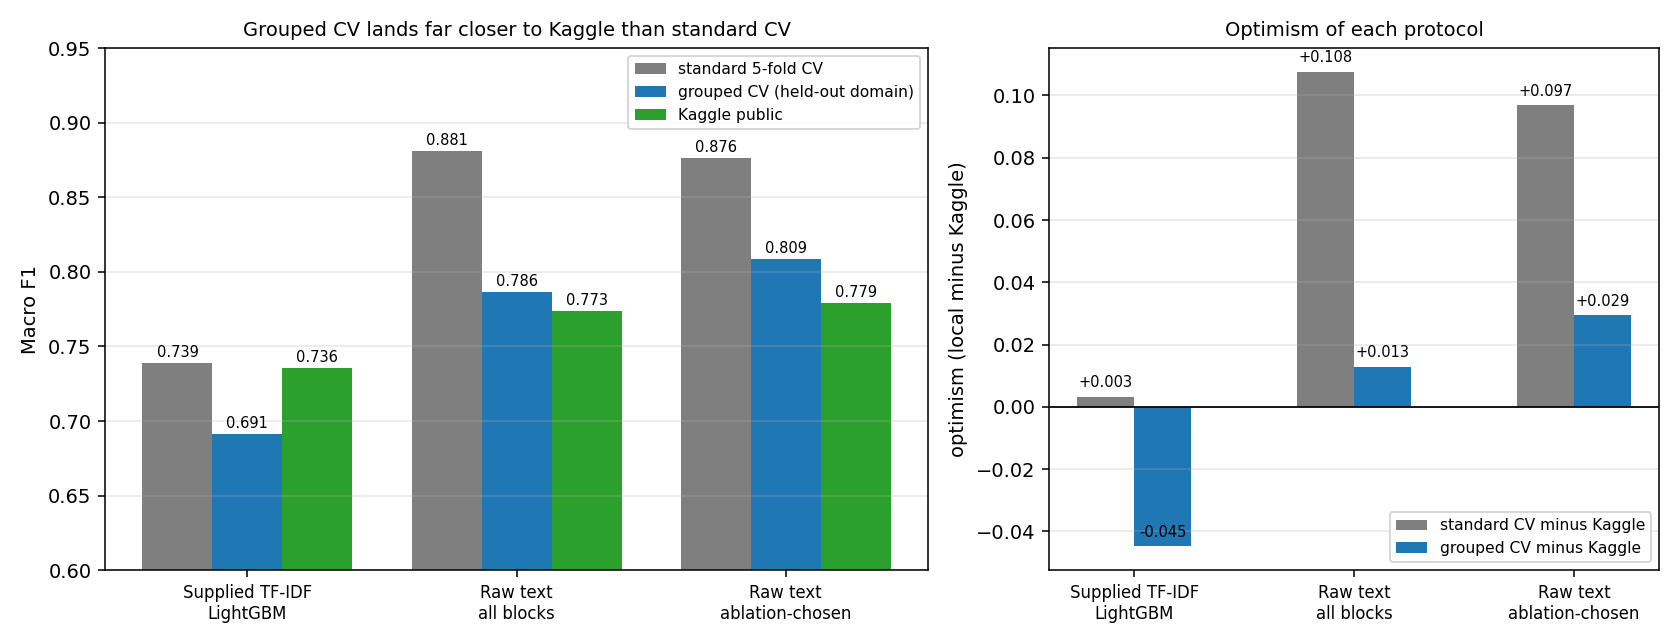 Grouped CV lands far closer to Kaggle than standard CV
Macro F1
0.95
0.90
0.85
0.80
0.75
0.70
0.65
0.60
standard 5-fold CV
grouped CV (held-out domain)
Kaggle public
0.739
0.691
0.736
0.881
0.786
0.773
0.876
0.809
0.779
Supplied TF-IDF
LightGBM
Raw text
all blocks
Raw text
ablation-chosen
Optimism of each protocol
optimism (local minus Kaggle)
0.10
0.08
0.06
0.04
0.02
0.00
−0.02
−0.04
+0.003
-0.045
+0.108
+0.013
+0.097
+0.029
standard CV minus Kaggle
grouped CV minus Kaggle
Supplied TF-IDF
LightGBM
Raw text
all blocks
Raw text
ablation-chosen